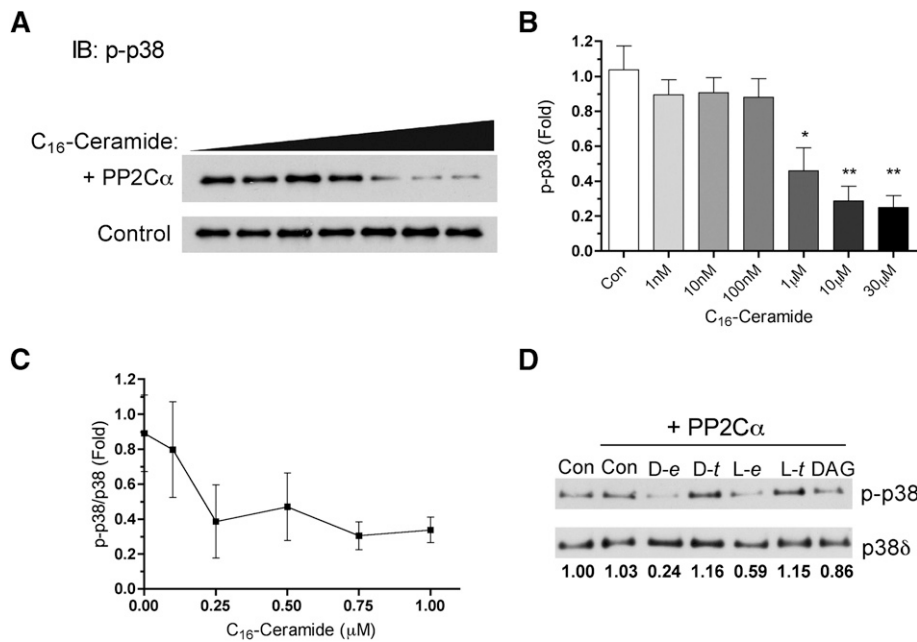 A
IB: p-p38
C₁₆-Ceramide:
+ PP2Cα
Control
B
p-p38 (Fold)
1.2
1.0
0.8
0.6
0.4
0.2
0.0
*
**
**
Con
1nM
10nM
100nM
1µM
10µM
30µM
C₁₆-Ceramide
C
p-p38/p38 (Fold)
1.2
1.0
0.8
0.6
0.4
0.2
0.0
0.00 0.25 0.50 0.75 1.00
C₁₆-Ceramide (µM)
D
+ PP2Cα
Con Con D-e D-t L-e L-t DAG
p-p38
p38δ
1.00 1.03 0.24 1.16 0.59 1.15 0.86